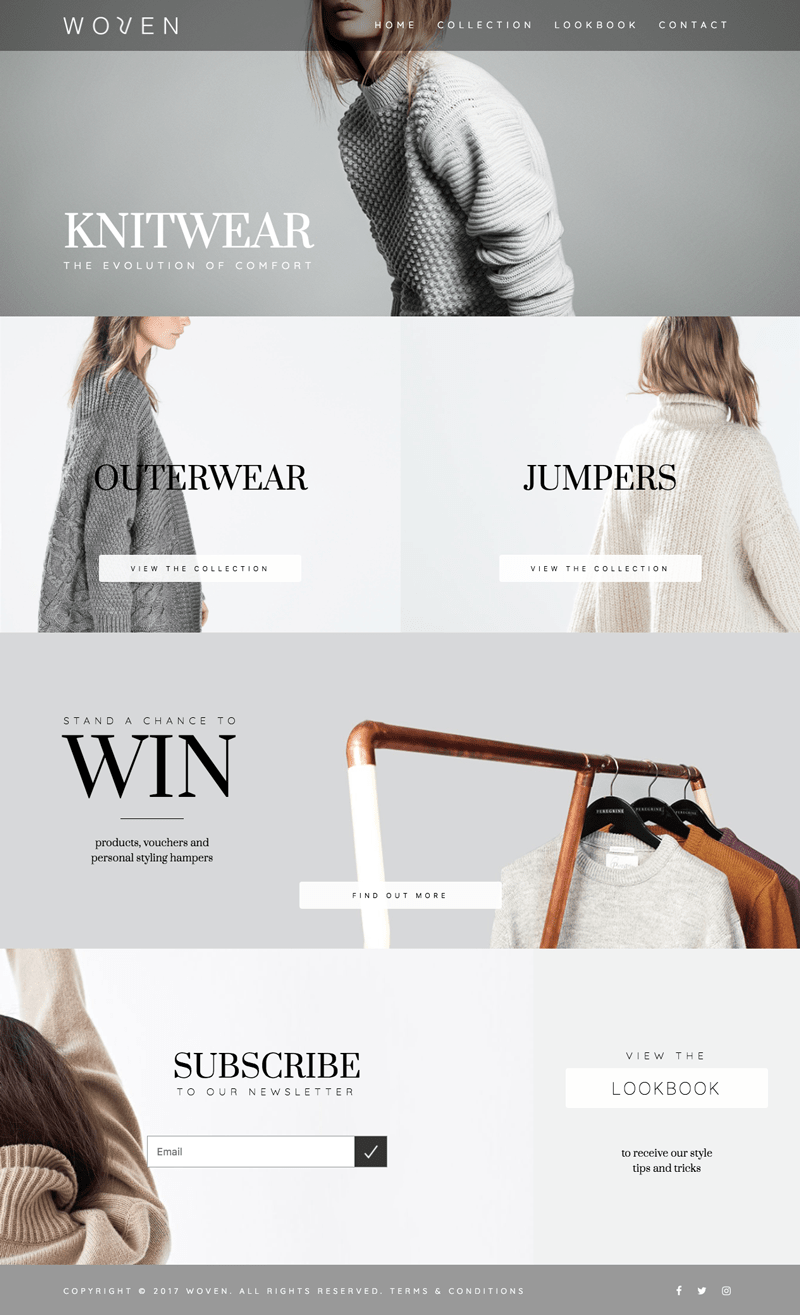 WOVEN
HOME COLLECTION LOOKBOOK CONTACT
KNITWEAR
THE EVOLUTION OF COMFORT
OUTERWEAR
VIEW THE COLLECTION
JUMPERS
VIEW THE COLLECTION
STAND A CHANCE TO
WIN
products, vouchers and
personal styling hampers
PEREGRINE
PEREGRINE
FIND OUT MORE
SUBSCRIBE
TO OUR NEWSLETTER
Email
VIEW THE
LOOKBOOK
to receive our style
tips and tricks
COPYRIGHT © 2017 WOVEN. ALL RIGHTS RESERVED. TERMS & CONDITIONS